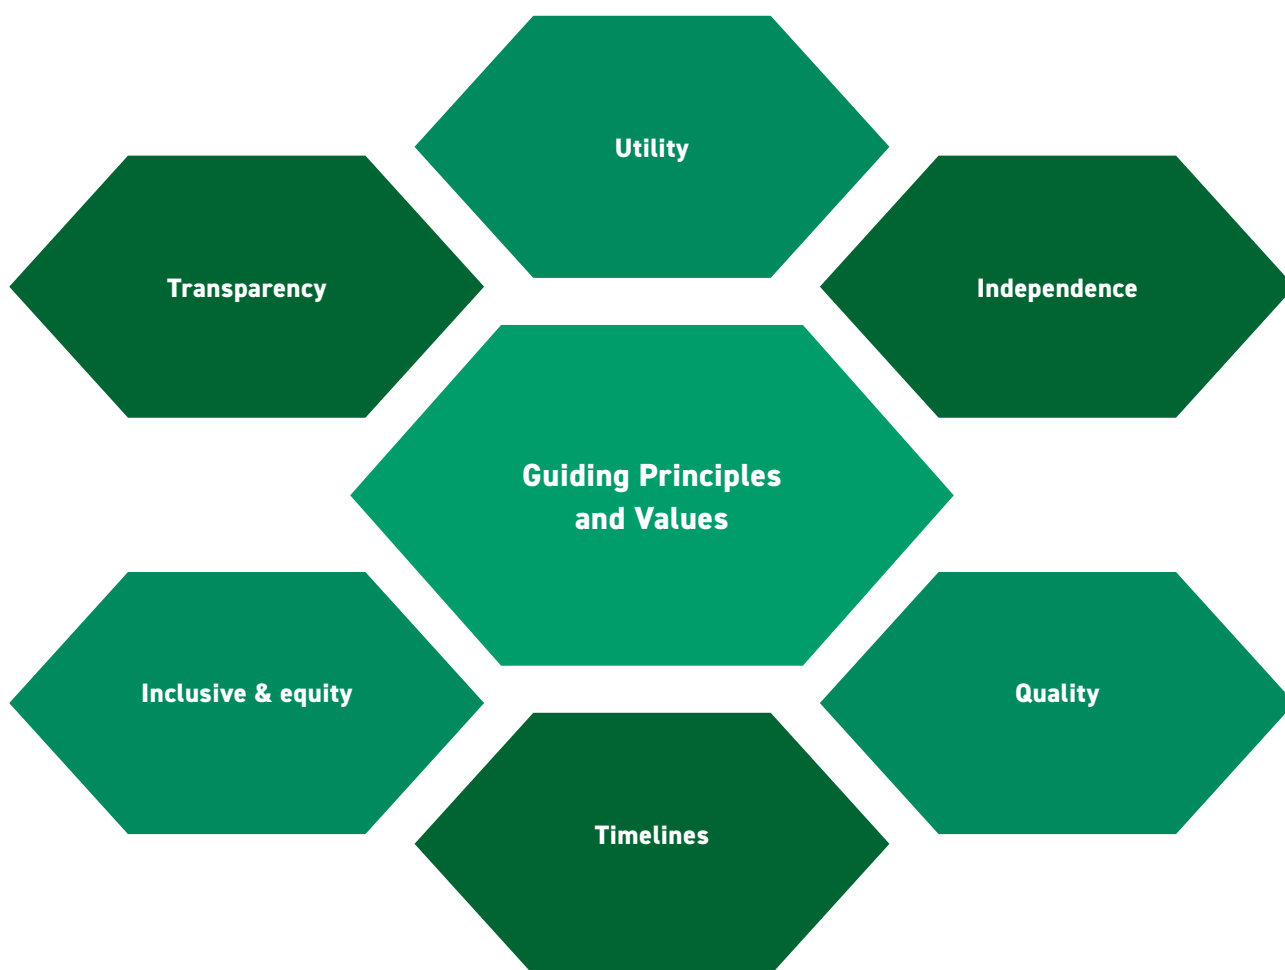 Utility
Transparency
Independence
Guiding Principles
and Values
Inclusive & equity
Quality
Timelines